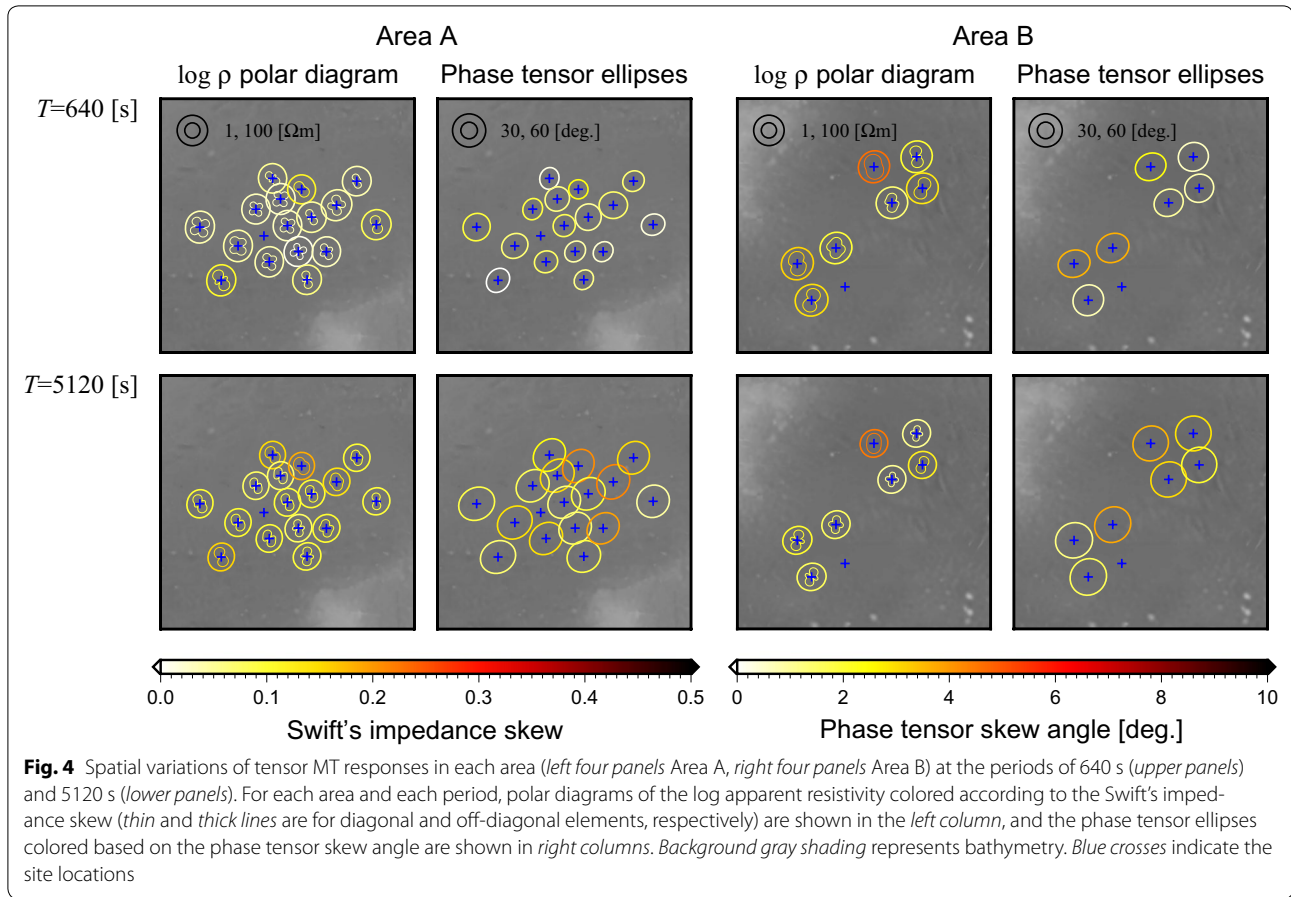 Area A
Area B
log ρ polar diagram
Phase tensor ellipses
log ρ polar diagram
Phase tensor ellipses
T=640 [s]
1, 100 [Ωm]
30, 60 [deg.]
1, 100 [Ωm]
30, 60 [deg.]
T=5120 [s]
0.0 0.1 0.2 0.3 0.4 0.5
Swift's impedance skew
0 2 4 6 8 10
Phase tensor skew angle [deg.]
Fig. 4 Spatial variations of tensor MT responses in each area (left four panels Area A, right four panels Area B) at the periods of 640 s (upper panels)
and 5120 s (lower panels). For each area and each period, polar diagrams of the log apparent resistivity colored according to the Swift's imped-
ance skew (thin and thick lines are for diagonal and off-diagonal elements, respectively) are shown in the left column, and the phase tensor ellipses
colored based on the phase tensor skew angle are shown in right columns. Background gray shading represents bathymetry. Blue crosses indicate the
site locations